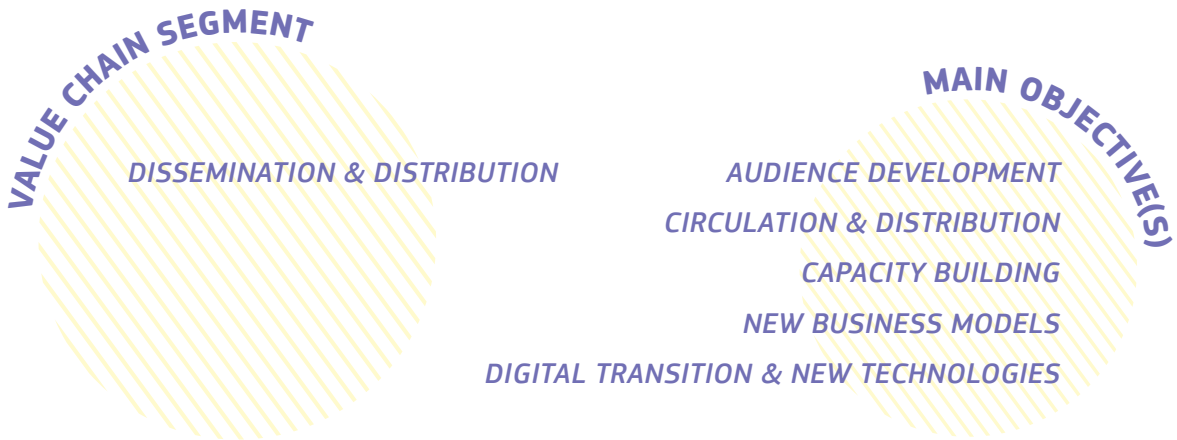 VALUE CHAIN SEGMENT
DISSEMINATION & DISTRIBUTION
MAIN OBJECTIVE(S)
AUDIENCE DEVELOPMENT
CIRCULATION & DISTRIBUTION
CAPACITY BUILDING
NEW BUSINESS MODELS
DIGITAL TRANSITION & NEW TECHNOLOGIES